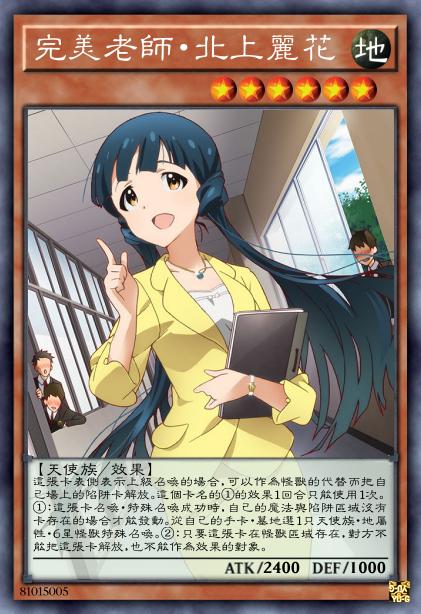 完美老師・北上麗花
地
【天使族／效果】
這張卡表側表示上級召喚的場合，可以作為怪獸的代替而把自
己場上的陷阱卡解放。這個卡名的①的效果1回合只能使用1次。
①：這張卡召喚・特殊召喚成功時，自己的魔法與陷阱區域沒有
卡存在的場合才能發動。從自己的手卡・墓地選1只天使族・地屬
性・6星怪獸特殊召喚。②：只要這張卡在怪獸區域存在，對方不
能把這張卡解放，也不能作為效果的對象。
ATK/2400 DEF/1000
81015005